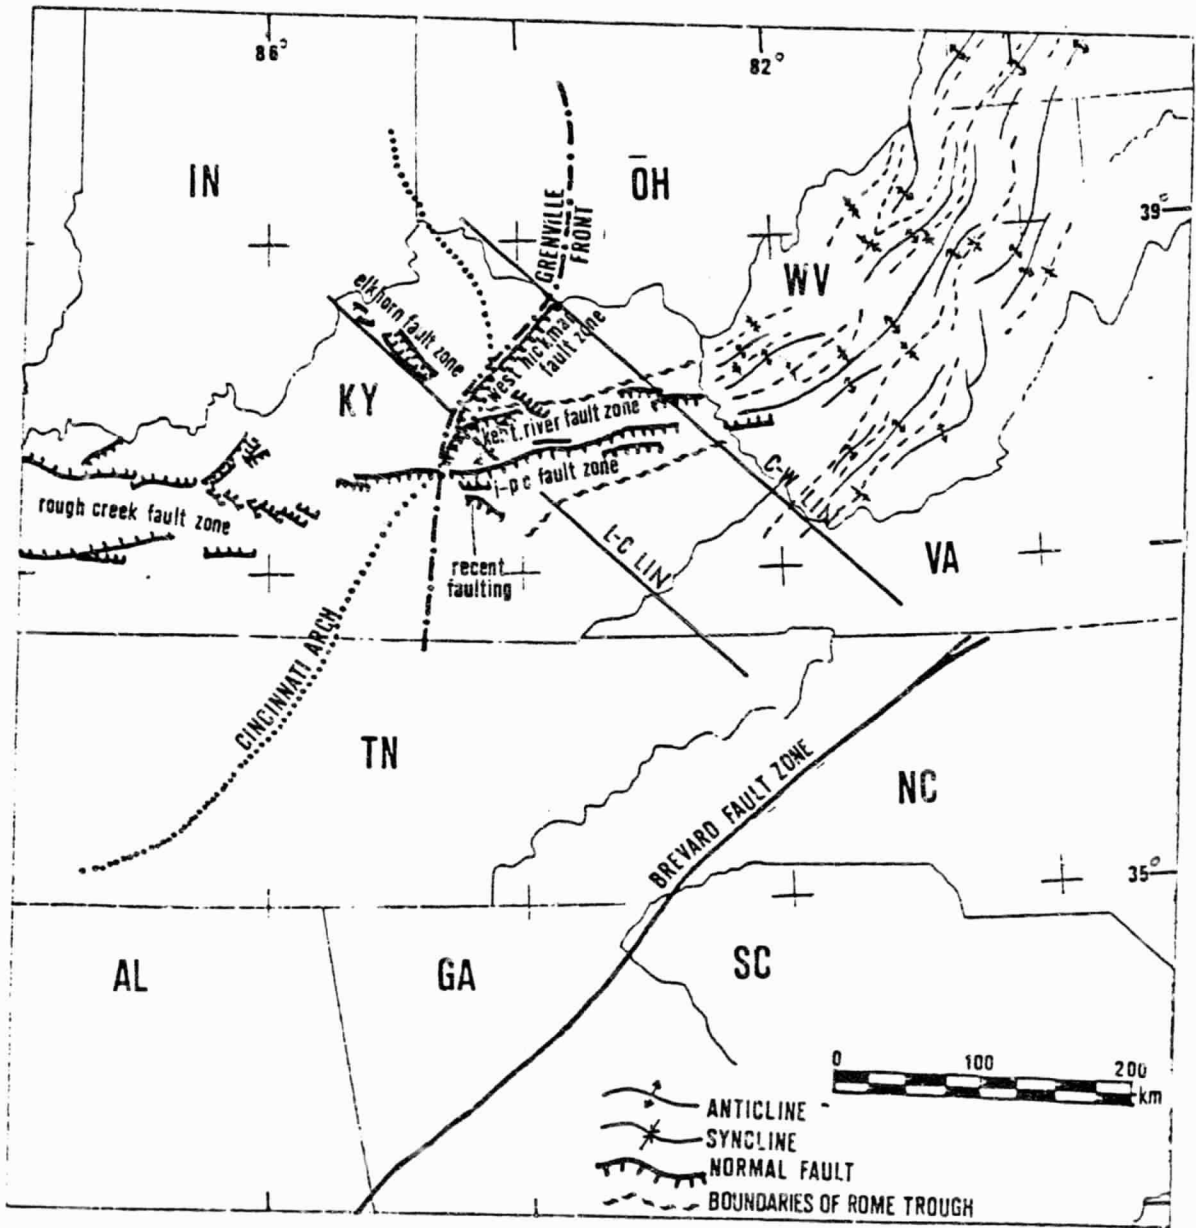 86°
82°
IN
ŌH
39°
GRENVILLE
FRONT
WV
elkhorn fault zone
west hickman
fault zone
KY
kent. river fault zone
i-p c fault zone
C-W LIN
rough creek fault zone
L-C LIN
VA
recent
faulting
CINCINNATI ARCH
TN
BREVARD FAULT ZONE
NC
35°
AL
GA
SC
0 100 200
km
ANTICLINE
SYNCLINE
NORMAL FAULT
BOUNDARIES OF ROME TROUGH